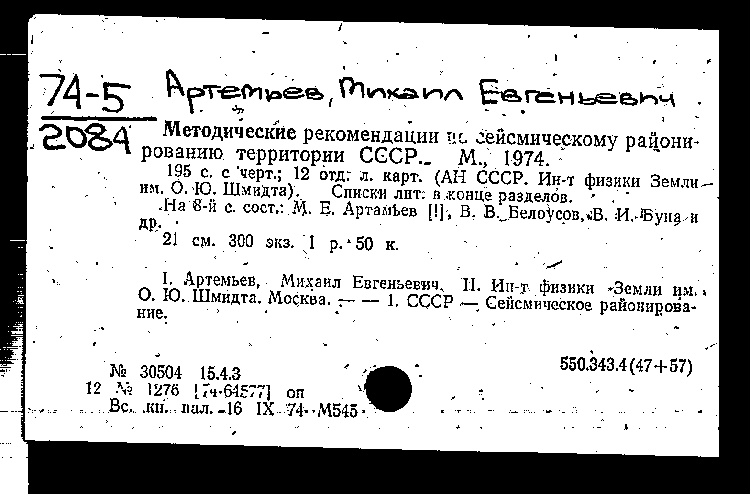 74-5
2084
Артемьев, Михаил Евгеньевич
Методические рекомендации по сейсмическому райони-
рованию территории СССР. М., 1974.
195 с. с черт.; 12 отд. л. карт. (АН СССР. Ин-т физики Земли
им. О. Ю. Шмидта). Списки лит. в конце разделов.
На 8-й с. сост.: М. Е. Артамьев [!], В. В. Белоусов, В. И. Буна и
др.
21 см. 300 экз. 1 р. 50 к.
I. Артемьев, Михаил Евгеньевич. II. Ин-т физики Земли им.
О. Ю. Шмидта. Москва. — — 1. СССР — Сейсмическое районирова-
ние.
550.343.4(47+57)
№ 30504 15.4.3
12 № 1276 [74-64577] оп
Вс. кн. пал. 16 IX 74 М545